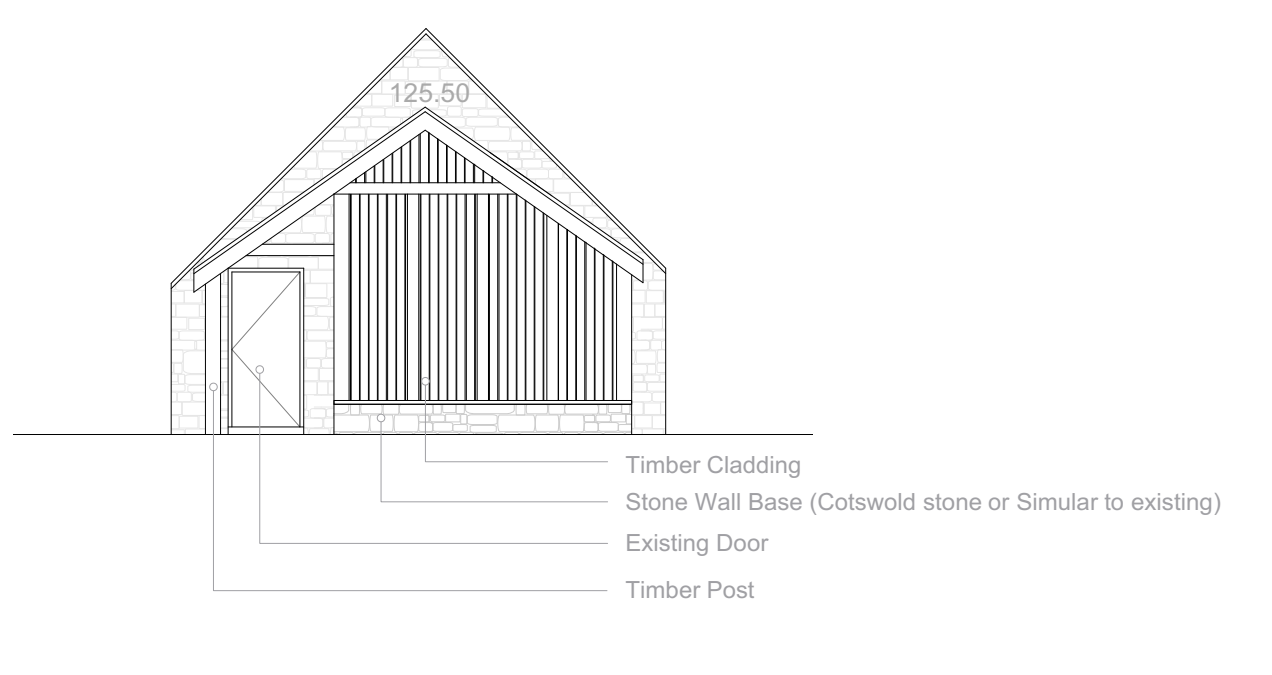 125.50
Timber Cladding
Stone Wall Base (Cotswold stone or Simular to existing)
Existing Door
Timber Post